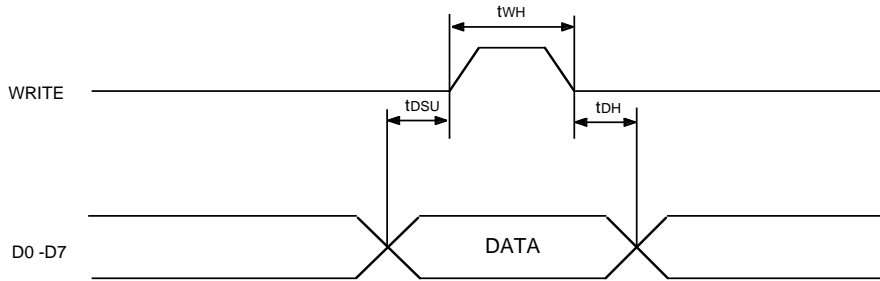 tWH
WRITE
tDSU
tDH
D0 -D7
DATA